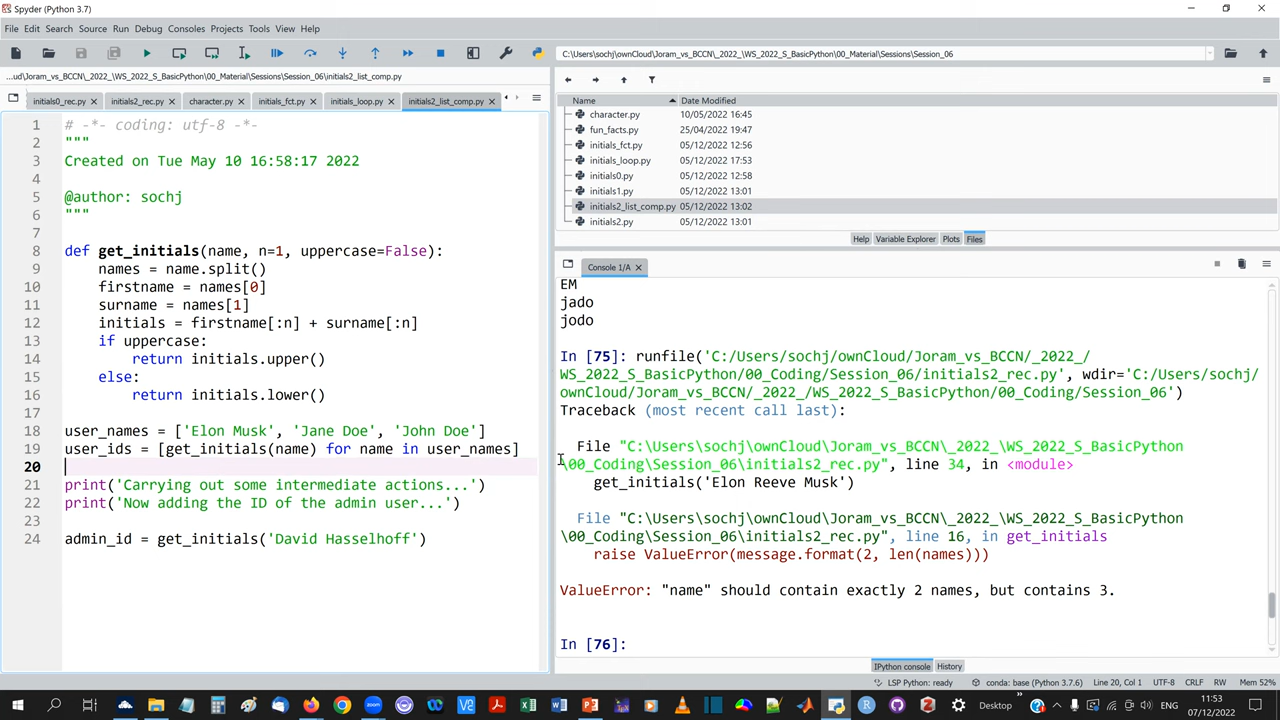 Spyder (Python 3.7)
File Edit Search Source Run Debug Consoles Projects Tools View Help
C:\Users\sochj\ownCloud\Joram_vs_BCCN\_2022_\WS_2022_S_BasicPython\00_Material\Sessions\Session_06
...ud\Joram_vs_BCCN\_2022_\WS_2022_S_BasicPython\00_Material\Sessions\Session_06\initials2_list_comp.py
initials0_rec.py initials2_rec.py character.py initials_fct.py initials_loop.py initials2_list_comp.py
1 # -*- coding: utf-8 -*-
2 """
3 Created on Tue May 10 16:58:17 2022
4
5 @author: sochj
6 """
7
8 def get_initials(name, n=1, uppercase=False):
9 names = name.split()
10 firstname = names[0]
11 surname = names[1]
12 initials = firstname[:n] + surname[:n]
13 if uppercase:
14 return initials.upper()
15 else:
16 return initials.lower()
17
18 user_names = ['Elon Musk', 'Jane Doe', 'John Doe']
19 user_ids = [get_initials(name) for name in user_names]
20
21 print('Carrying out some intermediate actions...')
22 print('Now adding the ID of the admin user...')
23
24 admin_id = get_initials('David Hasselhoff')
Name Date Modified
character.py 10/05/2022 16:45
fun_facts.py 25/04/2022 19:47
initials_fct.py 05/12/2022 12:56
initials_loop.py 05/12/2022 17:53
initials0.py 05/12/2022 12:58
initials1.py 05/12/2022 13:01
initials2_list_comp.py 05/12/2022 13:02
initials2.py 05/12/2022 13:01
Help Variable Explorer Plots Files
Console 1/A
EM
jado
jodo
In [75]: runfile('C:/Users/sochj/ownCloud/Joram_vs_BCCN/_2022_/
WS_2022_S_BasicPython/00_Coding/Session_06/initials2_rec.py', wdir='C:/Users/sochj/
ownCloud/Joram_vs_BCCN/_2022_/WS_2022_S_BasicPython/00_Coding/Session_06')
Traceback (most recent call last):
File "C:\Users\sochj\ownCloud\Joram_vs_BCCN\_2022_\WS_2022_S_BasicPython
\00_Coding\Session_06\initials2_rec.py", line 34, in <module>
get_initials('Elon Reeve Musk')
File "C:\Users\sochj\ownCloud\Joram_vs_BCCN\_2022_\WS_2022_S_BasicPython
\00_Coding\Session_06\initials2_rec.py", line 16, in get_initials
raise ValueError(message.format(2, len(names)))
ValueError: "name" should contain exactly 2 names, but contains 3.
In [76]:
IPython console History
LSP Python: ready conda: base (Python 3.7.6) Line 20, Col 1 UTF-8 CRLF RW Mem 52%
zoom
Desktop
ENG
11:53
07/12/2022